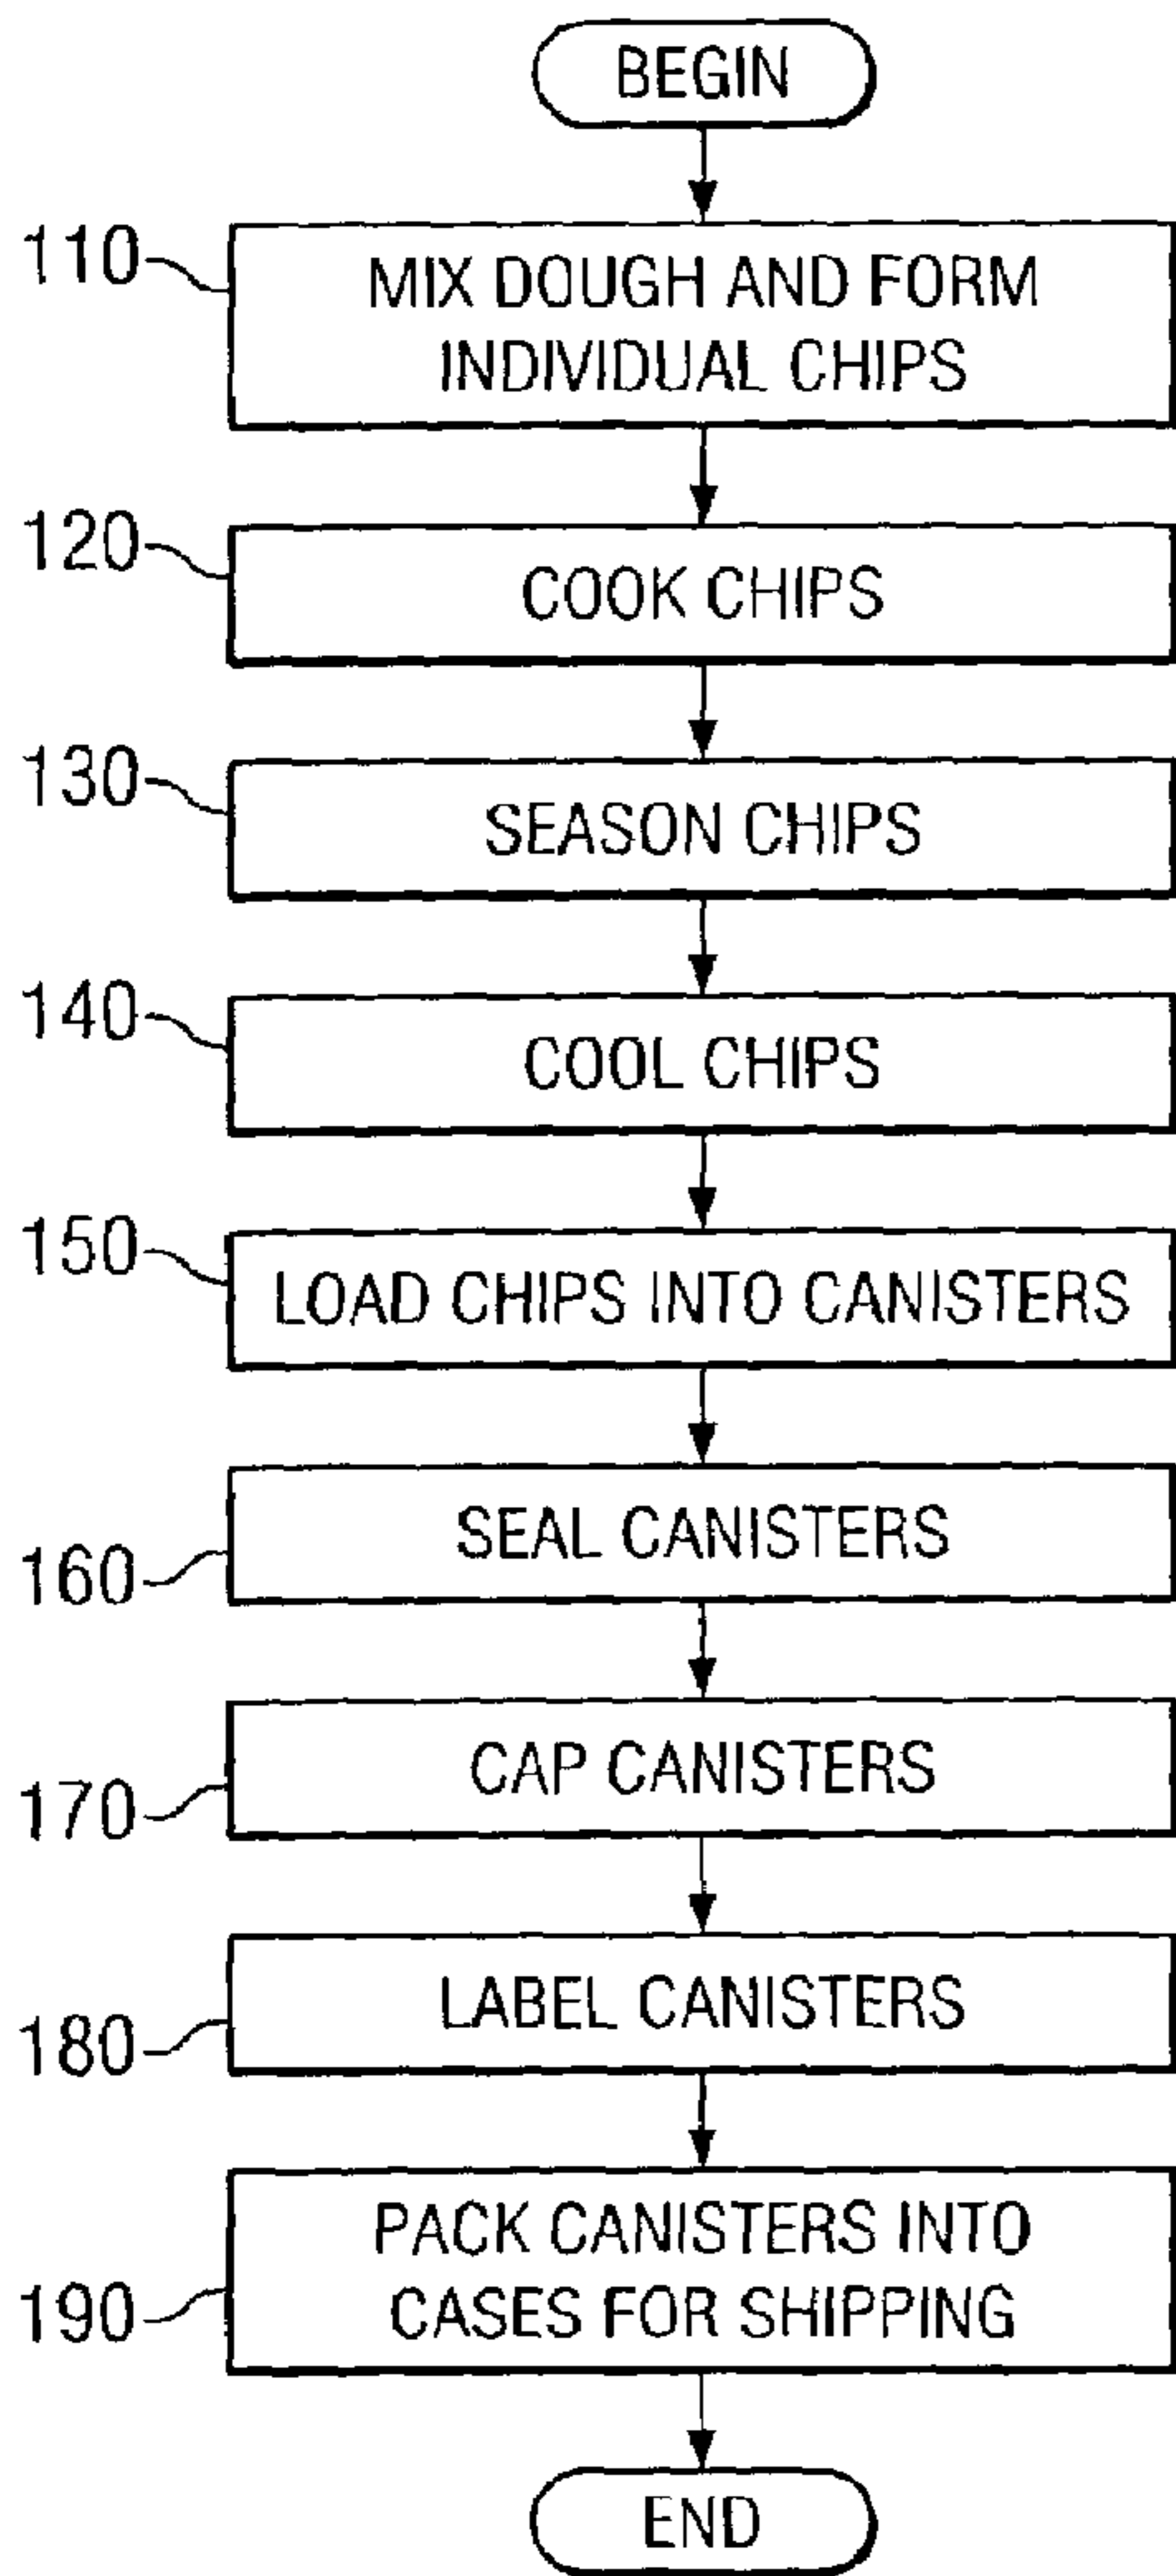 BEGIN
110
MIX DOUGH AND FORM
INDIVIDUAL CHIPS
120
COOK CHIPS
130
SEASON CHIPS
140
COOL CHIPS
150
LOAD CHIPS INTO CANISTERS
160
SEAL CANISTERS
170
CAP CANISTERS
180
LABEL CANISTERS
190
PACK CANISTERS INTO
CASES FOR SHIPPING
END